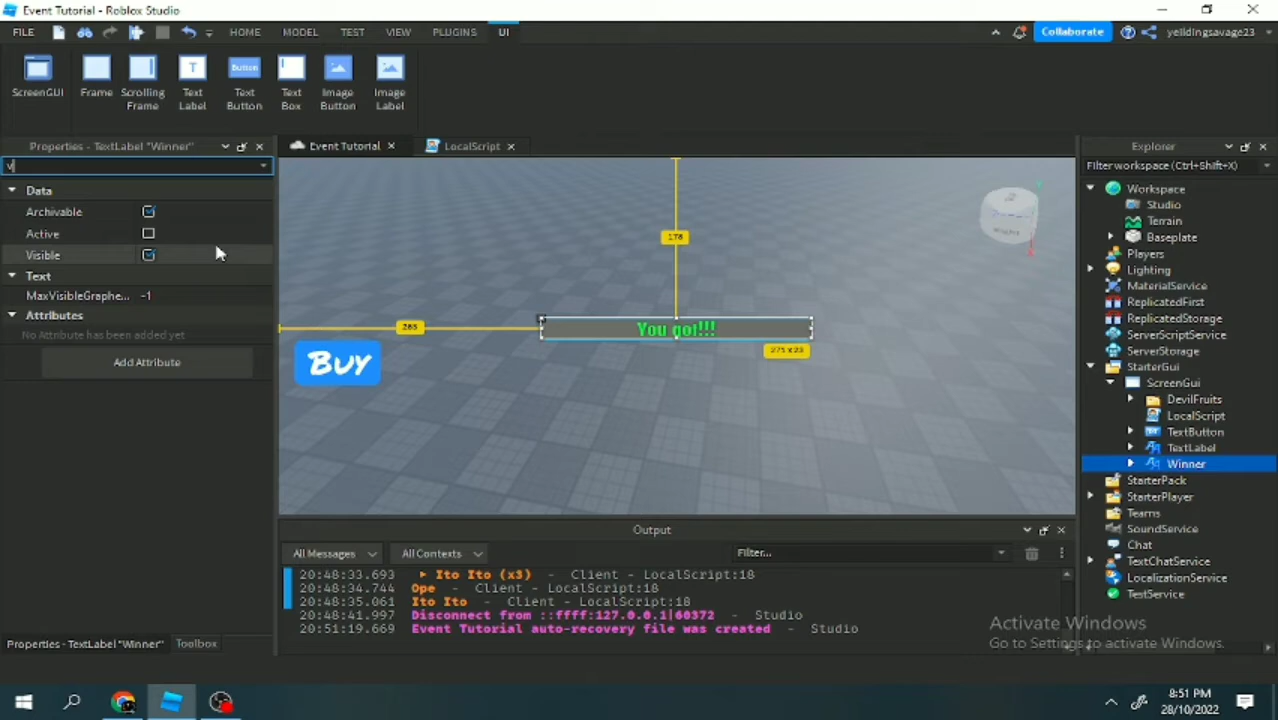 Event Tutorial - Roblox Studio
FILE
HOME
MODEL
TEST
VIEW
PLUGINS
UI
Collaborate
yeildingsavage23
ScreenGUI
Frame
Scrolling
Frame
Text
Label
Button
Text
Button
Text
Box
Image
Button
Image
Label
Properties - TextLabel "Winner"
v
Data
Archivable
Active
Visible
Text
MaxVisibleGraphe... -1
Attributes
No Attribute has been added yet
Add Attribute
Properties - TextLabel "Winner"
Toolbox
Event Tutorial
LocalScript
176
265
You got!!!
275 x 23
BUY
Output
All Messages
All Contexts
Filter...
20:48:33.693 ▶ Ito Ito (x3) - Client - LocalScript:18
20:48:34.744 Ope - Client - LocalScript:18
20:48:35.061 Ito Ito - Client - LocalScript:18
20:48:41.997 Disconnect from ::ffff:127.0.0.1|60372 - Studio
20:51:19.669 Event Tutorial auto-recovery file was created - Studio
Explorer
Filter workspace (Ctrl+Shift+X)
Workspace
Studio
Terrain
Baseplate
Players
Lighting
MaterialService
ReplicatedFirst
ReplicatedStorage
ServerScriptService
ServerStorage
StarterGui
ScreenGui
DevilFruits
LocalScript
TextButton
TextLabel
Winner
StarterPack
StarterPlayer
Teams
SoundService
Chat
TextChatService
LocalizationService
TestService
Activate Windows
Go to Settings to activate Windows.
8:51 PM
28/10/2022